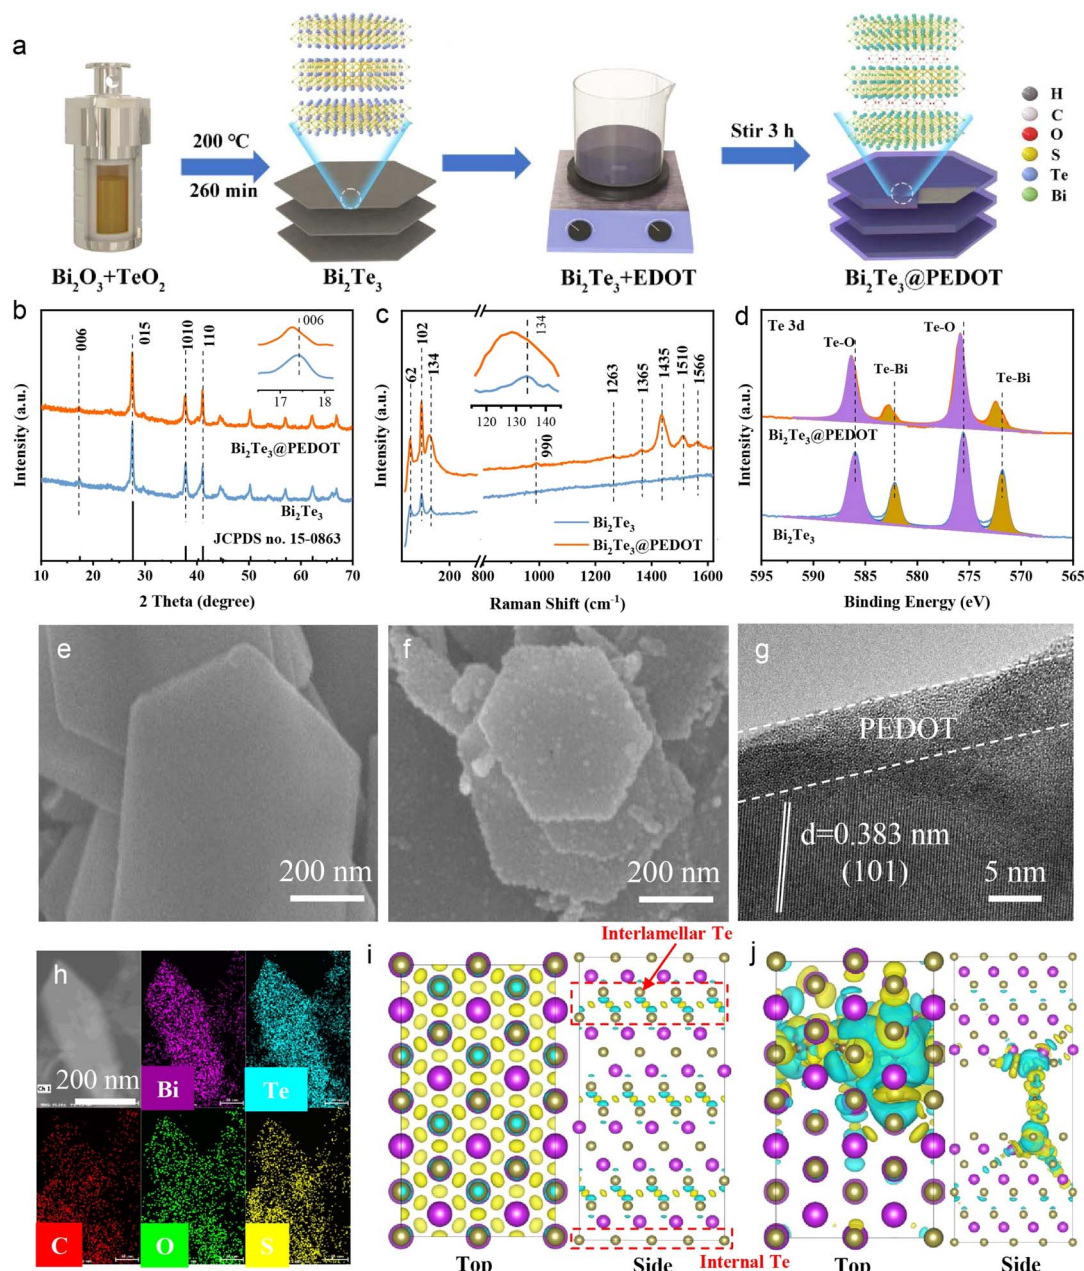 a
200 ℃
260 min
Stir 3 h
H
C
O
S
Te
Bi
Bi₂O₃+TeO₂
Bi₂Te₃
Bi₂Te₃+EDOT
Bi₂Te₃@PEDOT
b
006
015
1010
110
006
17
18
Bi₂Te₃@PEDOT
Bi₂Te₃
JCPDS no. 15-0863
Intensity (a.u.)
10
20
30
40
50
60
70
2 Theta (degree)
c
62
102
134
134
120
130
140
990
1263
1365
1435
1510
1566
Bi₂Te₃
Bi₂Te₃@PEDOT
Intensity (a.u.)
200
800
1000
1200
1400
1600
Raman Shift (cm⁻¹)
d
Te 3d
Te-O
Te-Bi
Te-O
Te-Bi
Bi₂Te₃@PEDOT
Bi₂Te₃
Intensity (a.u.)
595
585
575
565
Binding Energy (eV)
e
200 nm
f
200 nm
g
PEDOT
d=0.383 nm
(101)
5 nm
h
200 nm
Bi
Te
C
O
S
i
Interlamellar Te
Internal Te
Top
Side
j
Top
Side